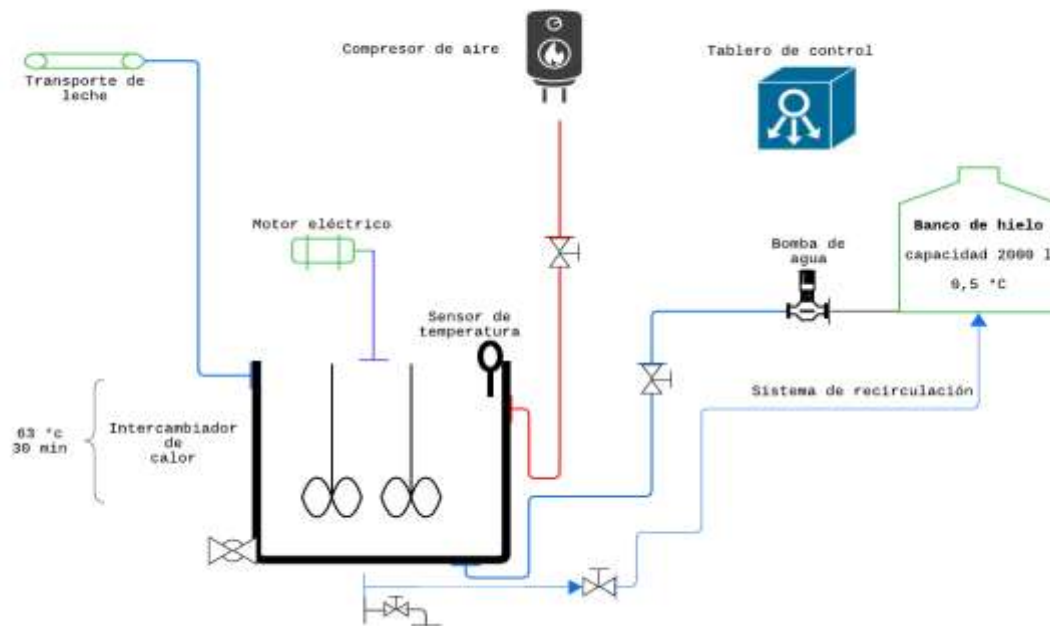 Compresor de aire
Tablero de control
Transporte de
leche
Motor eléctrico
Banco de hielo
capacidad 2000 l
0,5 °C
Bomba de
agua
Sensor de
temperatura
Sistema de recirculación
63 °c
30 min
Intercambiador
de
calor